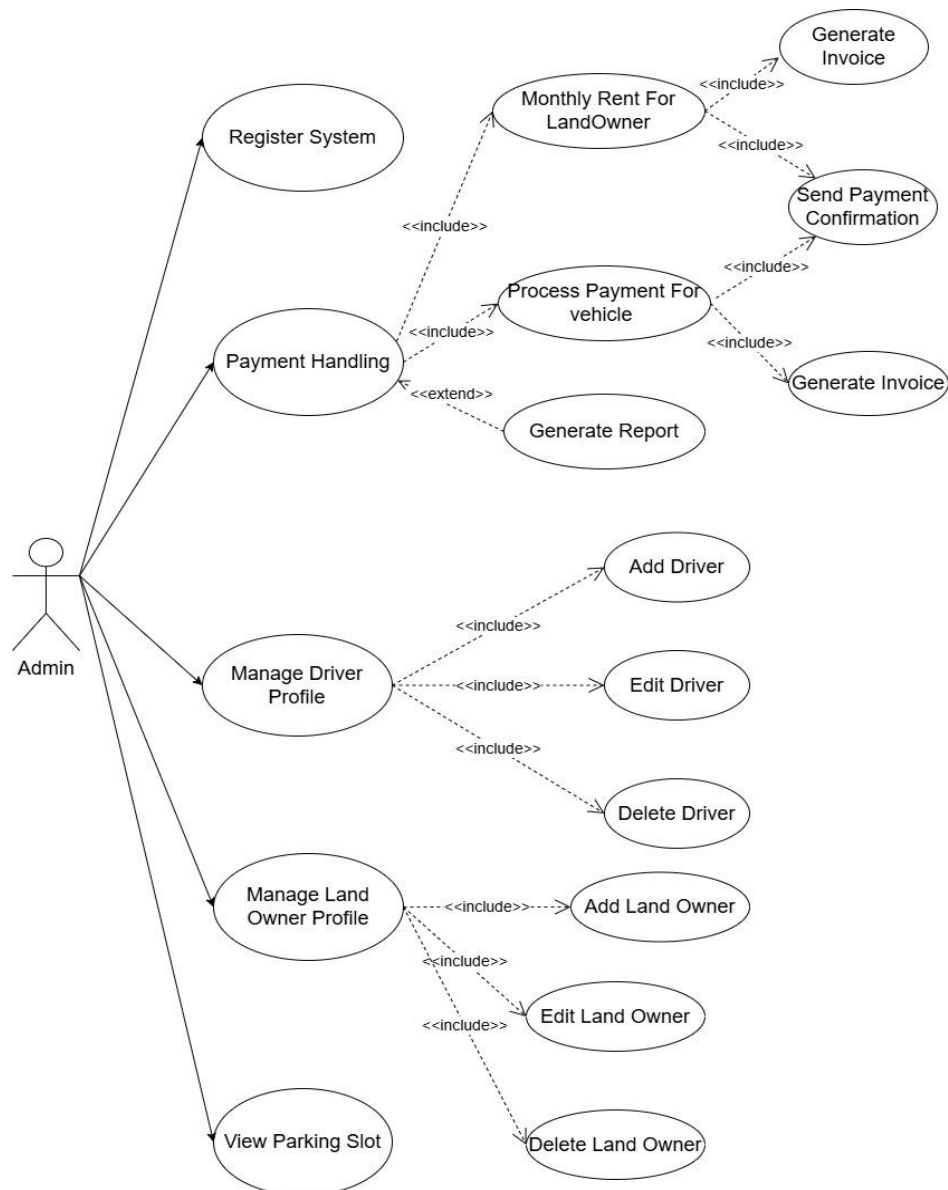 Generate
Invoice
<<include>>
Monthly Rent For
LandOwner
Register System
<<include>>
Send Payment
Confirmation
<<include>>
<<include>>
Process Payment For
vehicle
<<include>>
<<include>>
Payment Handling
Generate Invoice
<<extend>>
Generate Report
Add Driver
<<include>>
Admin
Manage Driver
Profile
<<include>>
Edit Driver
<<include>>
Delete Driver
Manage Land
Owner Profile
<<include>>
Add Land Owner
<<include>>
Edit Land Owner
<<include>>
View Parking Slot
Delete Land Owner